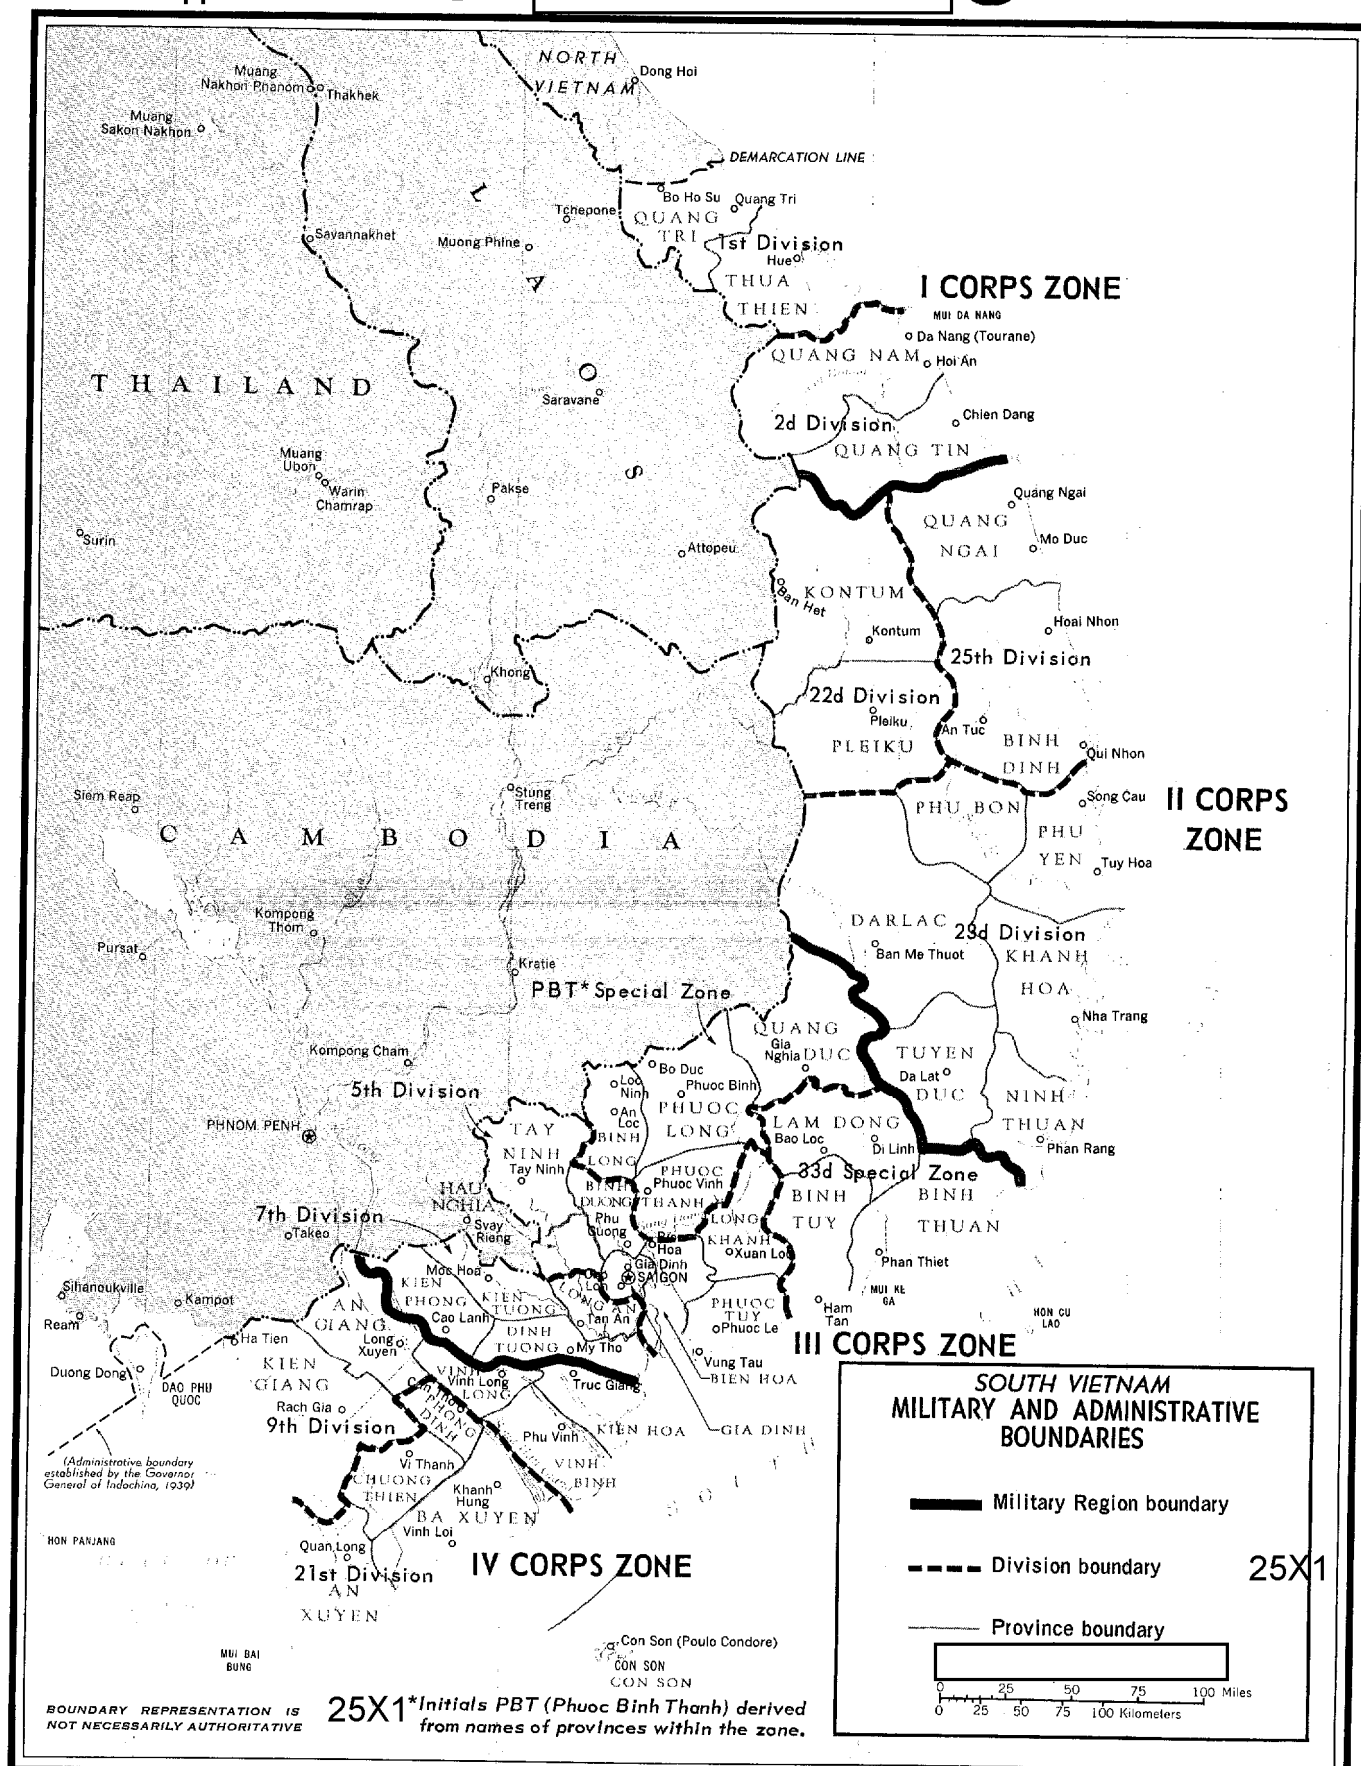 NORTH
VIETNAM
Dong Hoi
Muang
Nakhon Phanom
Thakhek
Muang
Sakon Nakhon
DEMARCATION LINE
L
A
O
S
Bo Ho Su
Quang Tri
Tchepone
QUANG
TRI
Savannakhet
Muong Phine
1st Division
Hue
THUA
THIEN
I CORPS ZONE
MUI DA NANG
Da Nang (Tourane)
QUANG NAM
Hoi An
THAILAND
Saravane
Chien Dang
2d Division
QUANG TIN
Muang
Ubon
Warin
Chamrap
Pakse
Quang Ngai
QUANG
NGAI
Mo Duc
Surin
Attopeu
Ban Het
KONTUM
Kontum
Hoai Nhon
25th Division
Khong
22d Division
Pleiku
An Tuc
PLEIKU
BINH
DINH
Qui Nhon
Siem Reap
Stung
Treng
PHU BON
Song Cau
II CORPS
ZONE
CAMBODIA
PHU
YEN
Tuy Hoa
Kompong
Thom
DARLAC
23d Division
Pursat
Ban Me Thuot
KHANH
HOA
Kratie
PBT* Special Zone
Nha Trang
QUANG
DUC
Gia
Nghia
Kompong Cham
Bo Duc
TUYEN
DUC
Da Lat
5th Division
Loc
Ninh
Phuoc Binh
An
Loc
PHUOC
LONG
NINH
THUAN
PHNOM PENH
TAY
NINH
BINH
LONG
LAM DONG
Bao Loc
Di Linh
Phan Rang
Tay Ninh
PHUOC
Phuoc Vinh
THANH
33d Special Zone
HAU
NGHIA
BINH
DUONG
BINH
TUY
BINH
THUAN
7th Division
Svay
Rieng
Phu
Cuong
LONG
KHANH
Takeo
Hoa
Xuan Loc
Phan Thiet
Moc Hoa
Gia Dinh
SAIGON
Sihanoukville
KIEN
PHONG
KIEN
TUONG
LONG AN
MUI KE
GA
Kampot
AN
GIANG
Cao Lanh
Tan An
PHUOC
TUY
Ham
Tan
HON CU
LAO
Ream
Ha Tien
Long
Xuyen
DINH
TUONG
My Tho
Phuoc Le
III CORPS ZONE
KIEN
GIANG
VINH
LONG
Vinh Long
Vung Tau
Duong Dong
DAO PHU
QUOC
Can Tho
Truc Giang
BIEN HOA
Rach Gia
PHONG
DINH
9th Division
Phu Vinh
KIEN HOA
GIA DINH
(Administrative boundary
established by the Governor
General of Indochina, 1939)
Vi Thanh
VINH
BINH
CHUONG
THIEN
Khanh
Hung
BA XUYEN
Vinh Loi
HON PANJANG
Quan Long
IV CORPS ZONE
21st Division
AN
XUYEN
MUI BAI
BUNG
Con Son (Poulo Condore)
CON SON
CON SON
BOUNDARY REPRESENTATION IS
NOT NECESSARILY AUTHORITATIVE
25X1
*Initials PBT (Phuoc Binh Thanh) derived
from names of provinces within the zone.
SOUTH VIETNAM
MILITARY AND ADMINISTRATIVE
BOUNDARIES
Military Region boundary
Division boundary
25X1
Province boundary
0 25 50 75 100 Miles
0 25 50 75 100 Kilometers